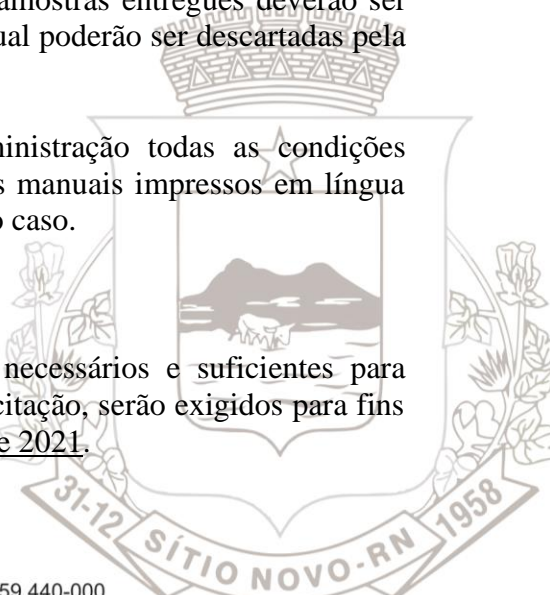 amostras entregues deverão ser
ual poderão ser descartadas pela
ministração todas as condições
s manuais impressos em língua
o caso.
necessários e suficientes para
citação, serão exigidos para fins
e 2021.
31-12 SÍTIO NOVO-RN 1958
59.440-000